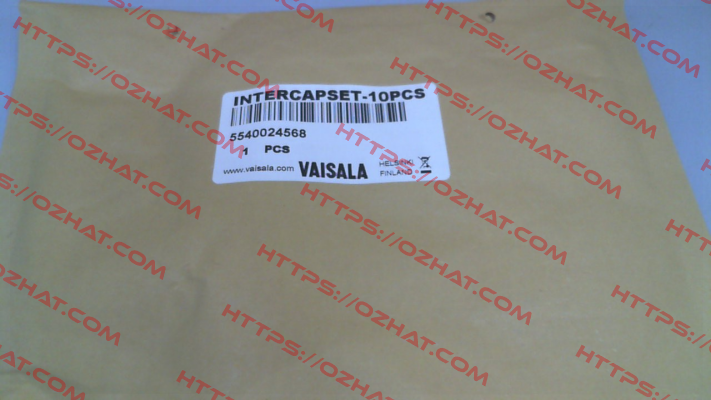 INTERCAPSET-10PCS
5540024568
1 PCS
www.vaisala.com VAISALA HELSINKI
FINLAND
HTTPS://OZHAT.COM